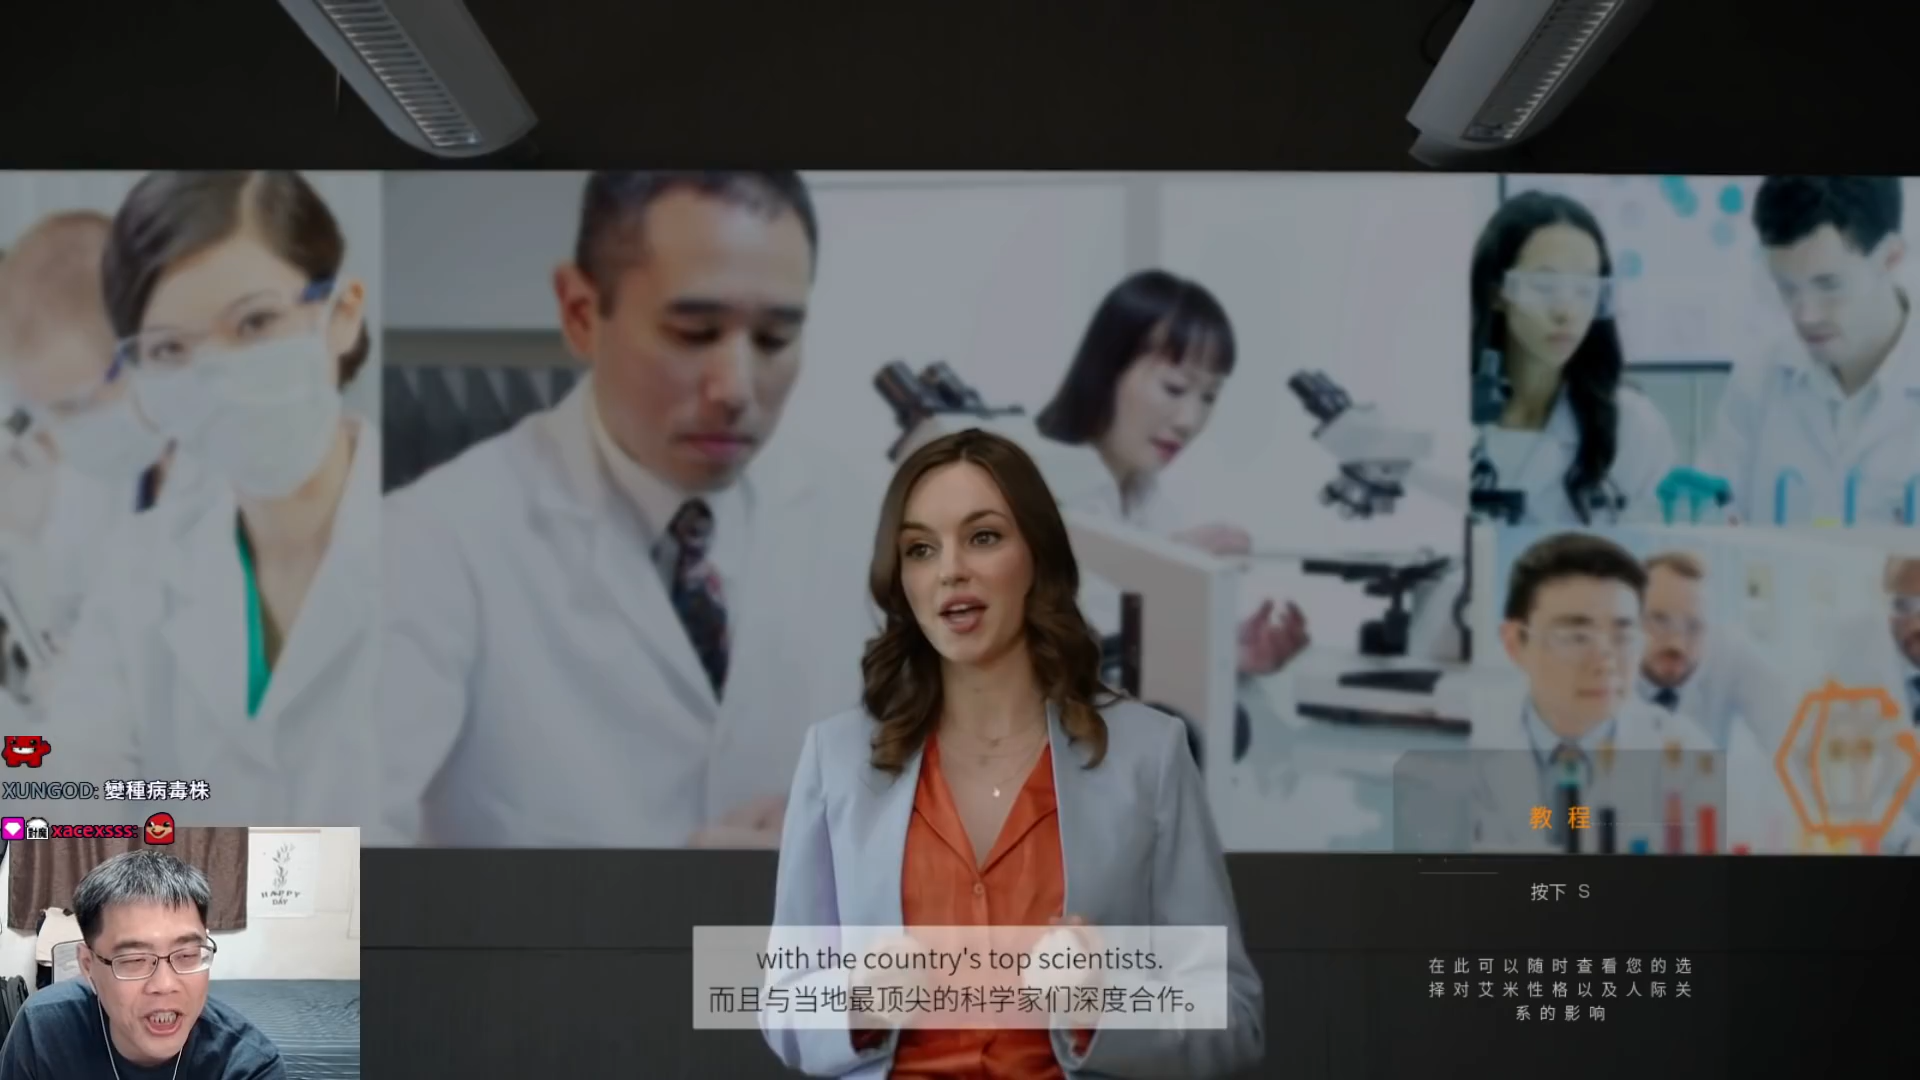 XUNGOD: 變種病毒株
討魔 xacexsss:
HAPPY
DAY
with the country's top scientists.
而且与当地最顶尖的科学家们深度合作。
教程
按下 S
在此可以随时查看您的选
择对艾米性格以及人际关
系的影响